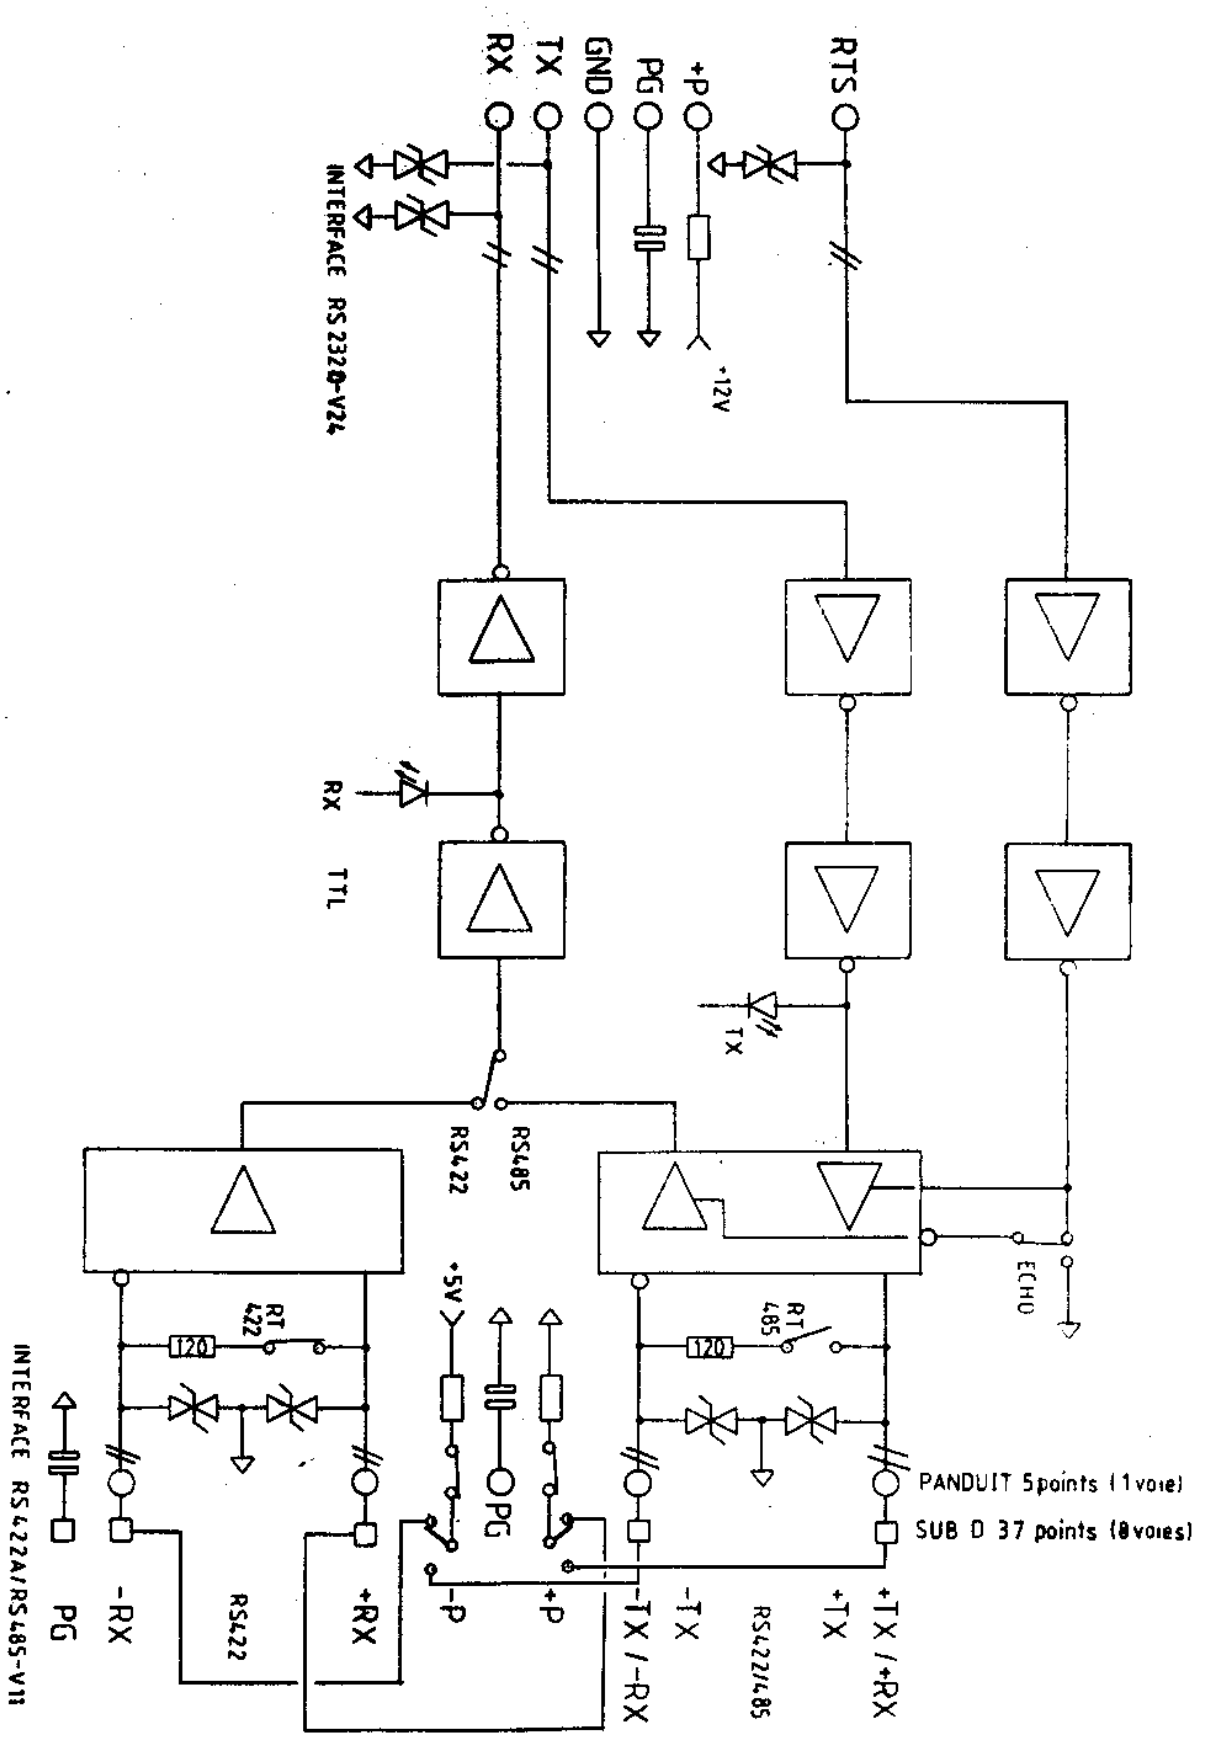 RX
TX
GND
PG
+P
RTS
+12V
INTERFACE RS232D-V24
RX
TTL
TX
RS422
RS485
ECHO
+5V
RT
422
120
RT
485
120
PANDUIT 5points (1voie)
SUB D 37 points (8voies)
PG
PG
-RX
RS422
+RX
-P
+P
-TX / -RX
-TX
RS422/485
+TX
+TX / +RX
INTERFACE RS422A/RS485-V11